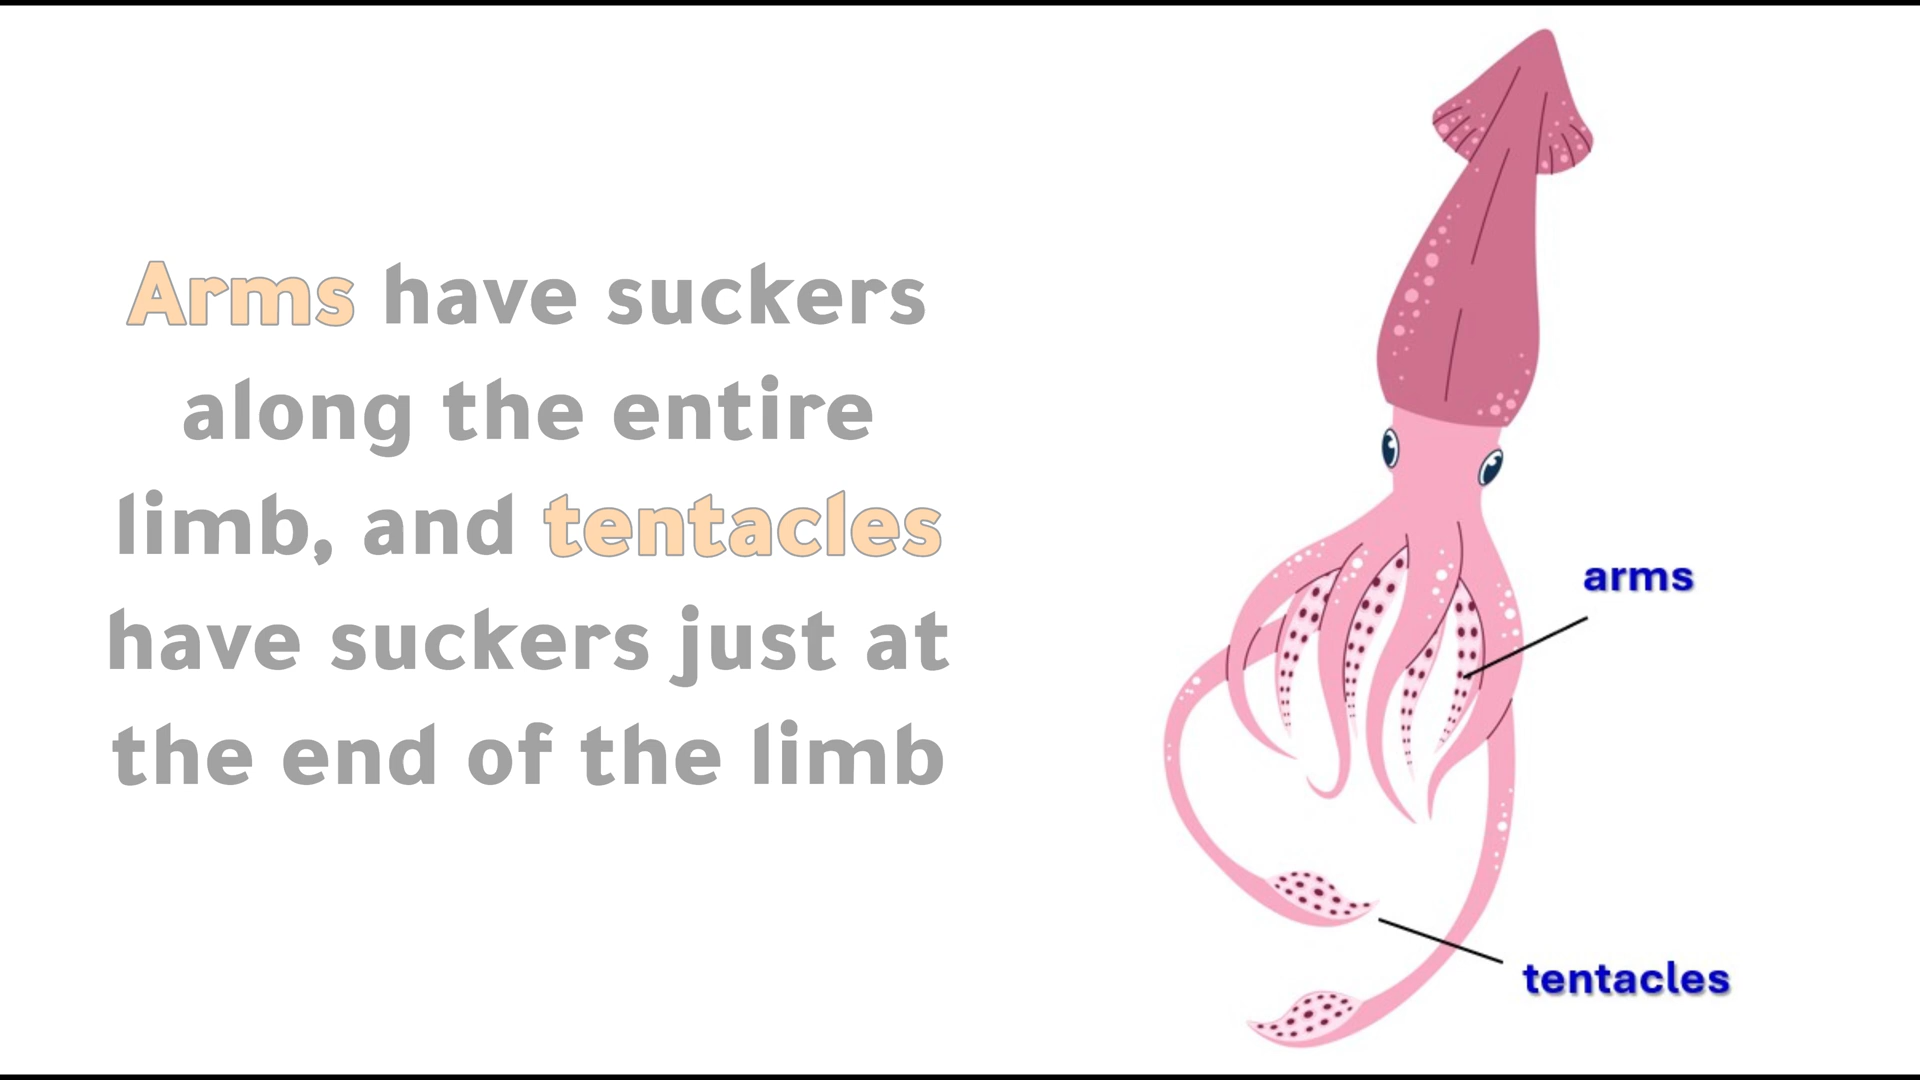 Arms have suckers
along the entire
limb, and tentacles
have suckers just at
the end of the limb
arms
tentacles